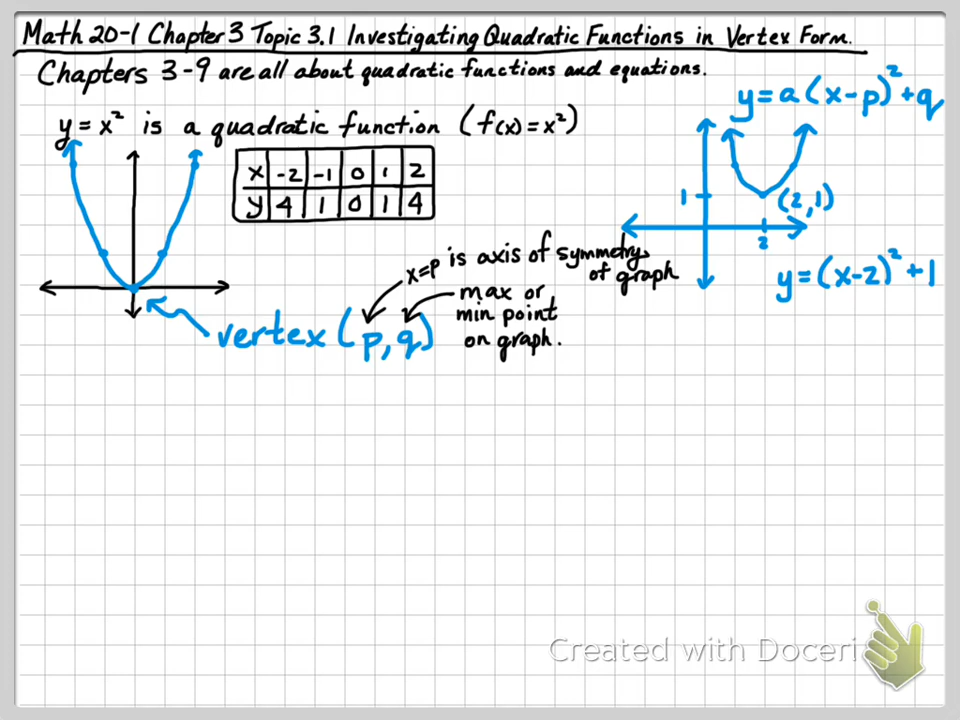 Math 20-1 Chapter 3 Topic 3.1 Investigating Quadratic Functions in Vertex Form.
Chapters 3-9 are all about quadratic functions and equations.
y = a(x-p)² + q
y = x² is a quadratic function (f(x) = x²)
x -2 -1 0 1 2
y 4 1 0 1 4
1
(2,1)
2
x=p is axis of symmetry
of graph
y = (x-2)² + 1
max or
min point
on graph.
vertex (p, q)
Created with Doceri